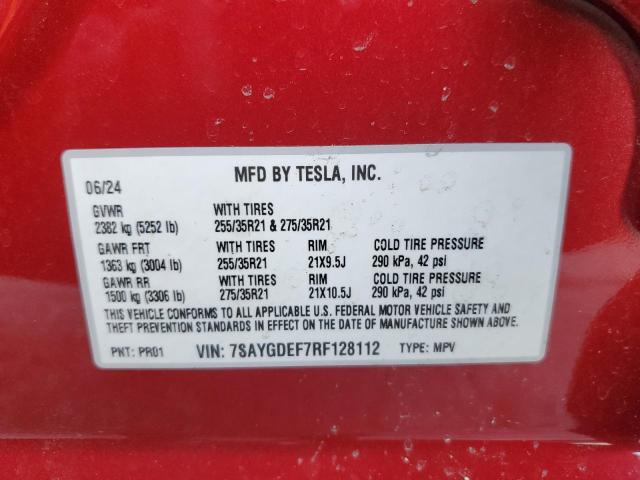 MFD BY TESLA, INC.
06/24
GVWR WITH TIRES
2382 kg (5252 lb) 255/35R21 & 275/35R21
GAWR FRT WITH TIRES RIM COLD TIRE PRESSURE
1363 kg (3004 lb) 255/35R21 21X9.5J 290 kPa, 42 psi
GAWR RR WITH TIRES RIM COLD TIRE PRESSURE
1500 kg (3306 lb) 275/35R21 21X10.5J 290 kPa, 42 psi
THIS VEHICLE CONFORMS TO ALL APPLICABLE U.S. FEDERAL MOTOR VEHICLE SAFETY AND
THEFT PREVENTION STANDARDS IN EFFECT ON THE DATE OF MANUFACTURE SHOWN ABOVE.
PNT: PR01 VIN: 7SAYGDEF7RF128112 TYPE: MPV